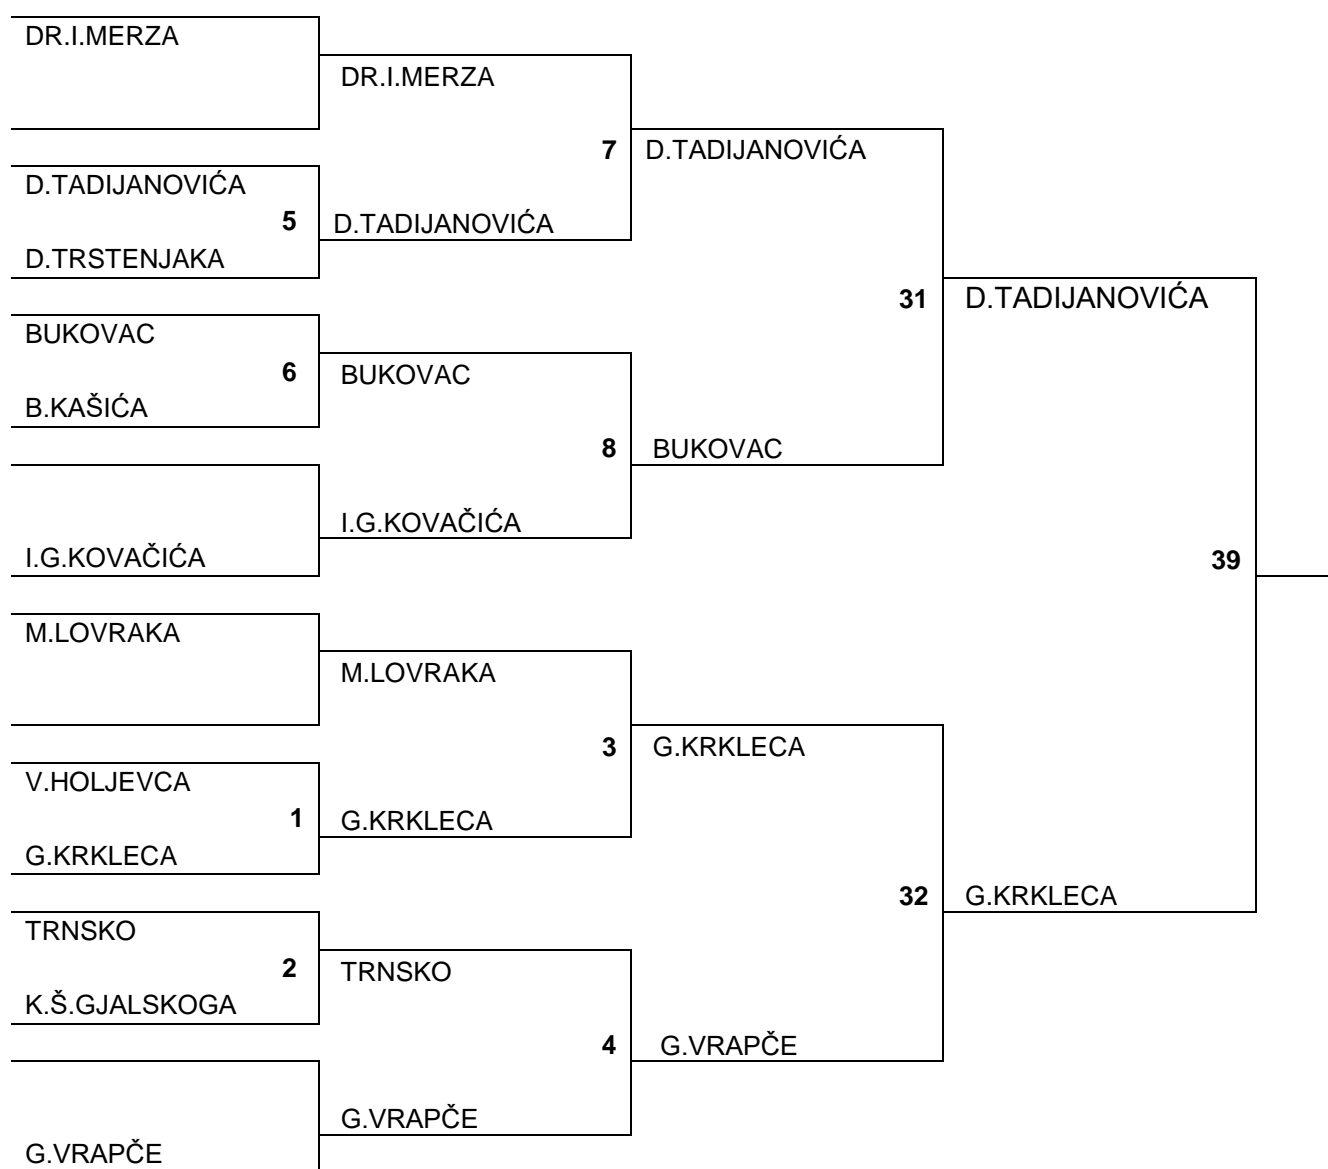 DR.I.MERZA
DR.I.MERZA
7 D.TADIJANOVIĆA
D.TADIJANOVIĆA
5 D.TADIJANOVIĆA
D.TRSTENJAKA
31 D.TADIJANOVIĆA
BUKOVAC
6 BUKOVAC
B.KAŠIĆA
8 BUKOVAC
I.G.KOVAČIĆA
I.G.KOVAČIĆA
39
M.LOVRAKA
M.LOVRAKA
3 G.KRKLECA
V.HOLJEVCA
1 G.KRKLECA
G.KRKLECA
32 G.KRKLECA
TRNSKO
2 TRNSKO
K.Š.GJALSKOGA
4 G.VRAPČE
G.VRAPČE
G.VRAPČE